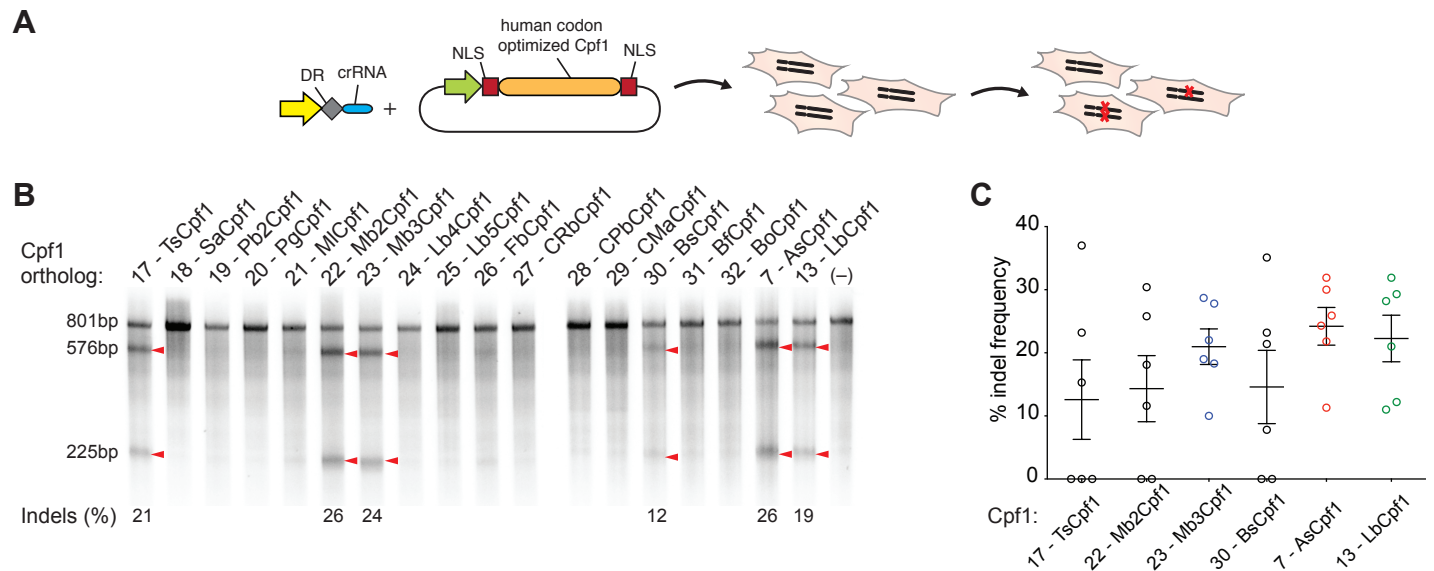 A
human codon
optimized Cpf1
NLS
NLS
DR
crRNA
+
B
Cpf1
ortholog:
17 - TsCpf1
18 - SaCpf1
19 - Pb2Cpf1
20 - PgCpf1
21 - MlCpf1
22 - Mb2Cpf1
23 - Mb3Cpf1
24 - Lb4Cpf1
25 - Lb5Cpf1
26 - FbCpf1
27 - CRbCpf1
28 - CPbCpf1
29 - CMaCpf1
30 - BsCpf1
31 - BfCpf1
32 - BoCpf1
7 - AsCpf1
13 - LbCpf1
(–)
801bp
576bp
225bp
Indels (%) 21 26 24 12 26 19
C
% indel frequency
40
30
20
10
0
Cpf1:
17 - TsCpf1
22 - Mb2Cpf1
23 - Mb3Cpf1
30 - BsCpf1
7 - AsCpf1
13 - LbCpf1